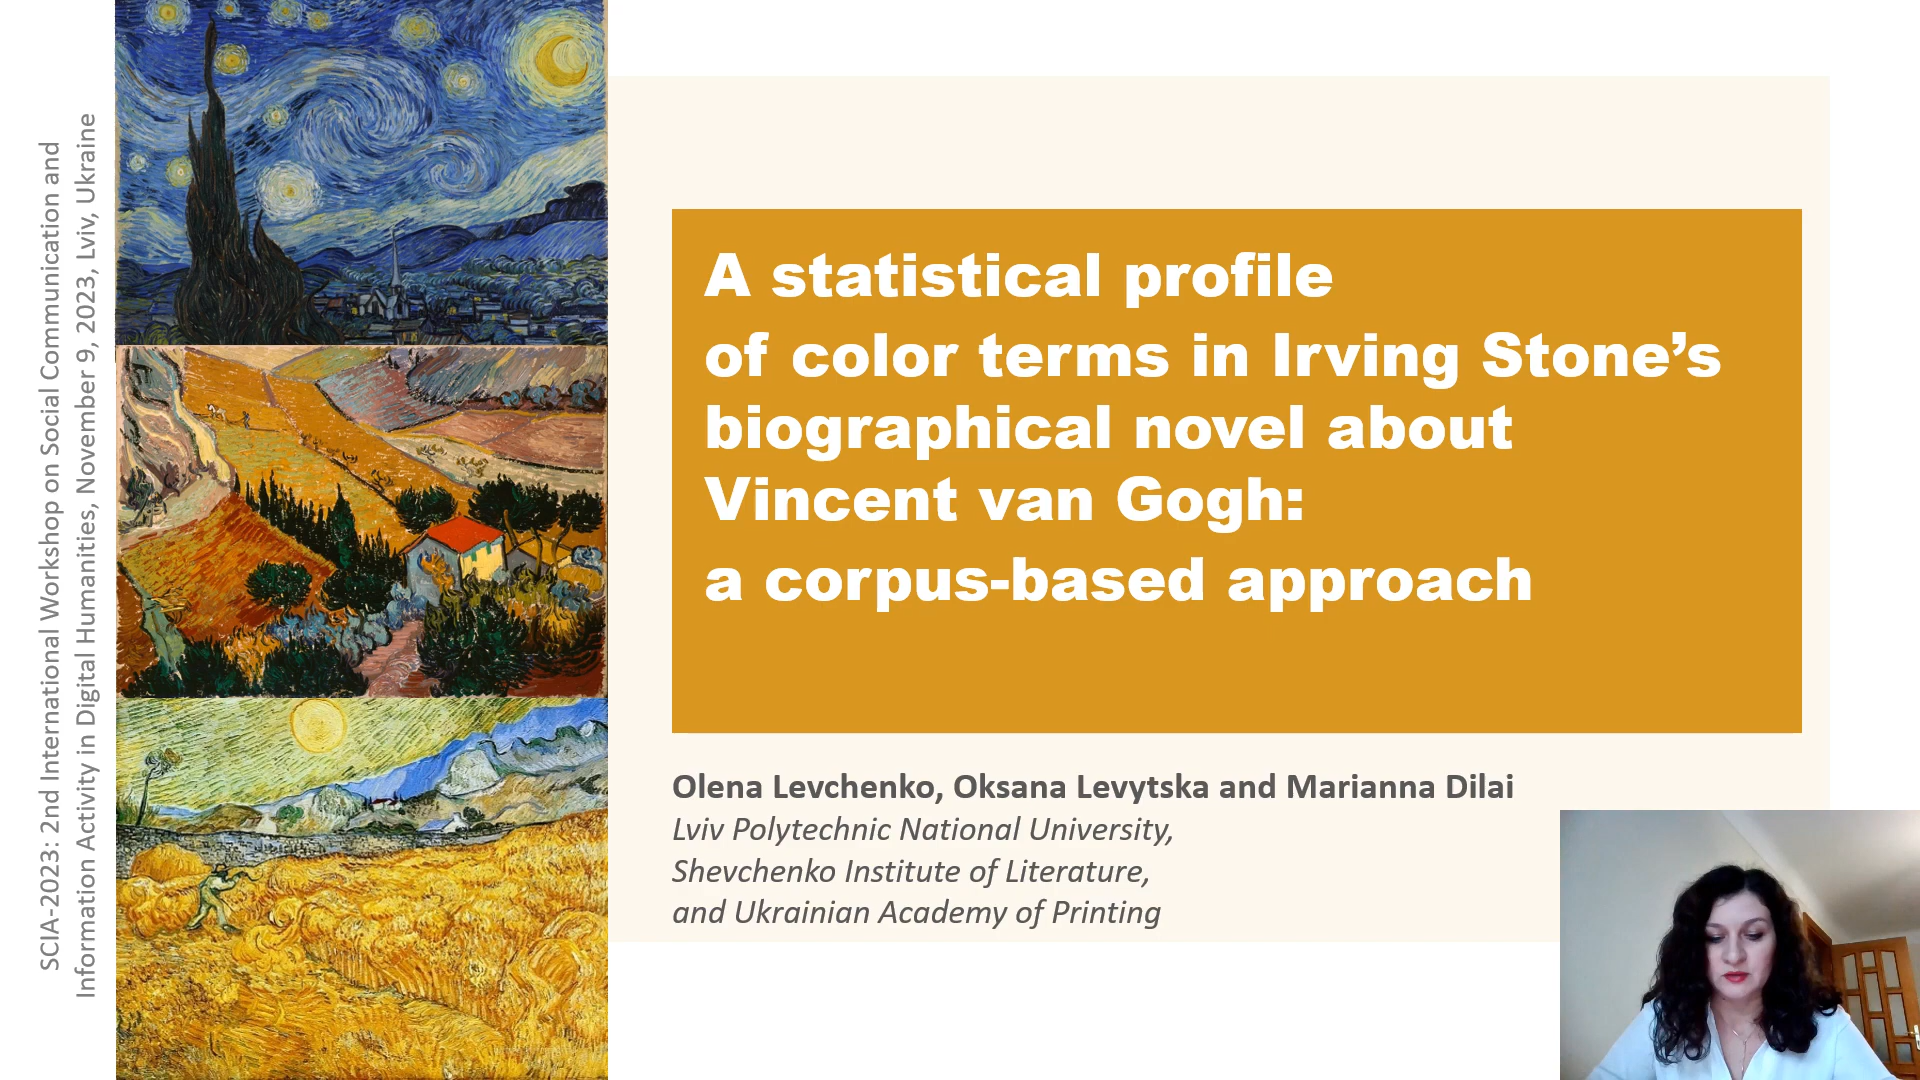 SCIA-2023: 2nd International Workshop on Social Communication and
Information Activity in Digital Humanities, November 9, 2023, Lviv, Ukraine
A statistical profile
of color terms in Irving Stone’s
biographical novel about
Vincent van Gogh:
a corpus-based approach
Olena Levchenko, Oksana Levytska and Marianna Dilai
Lviv Polytechnic National University,
Shevchenko Institute of Literature,
and Ukrainian Academy of Printing